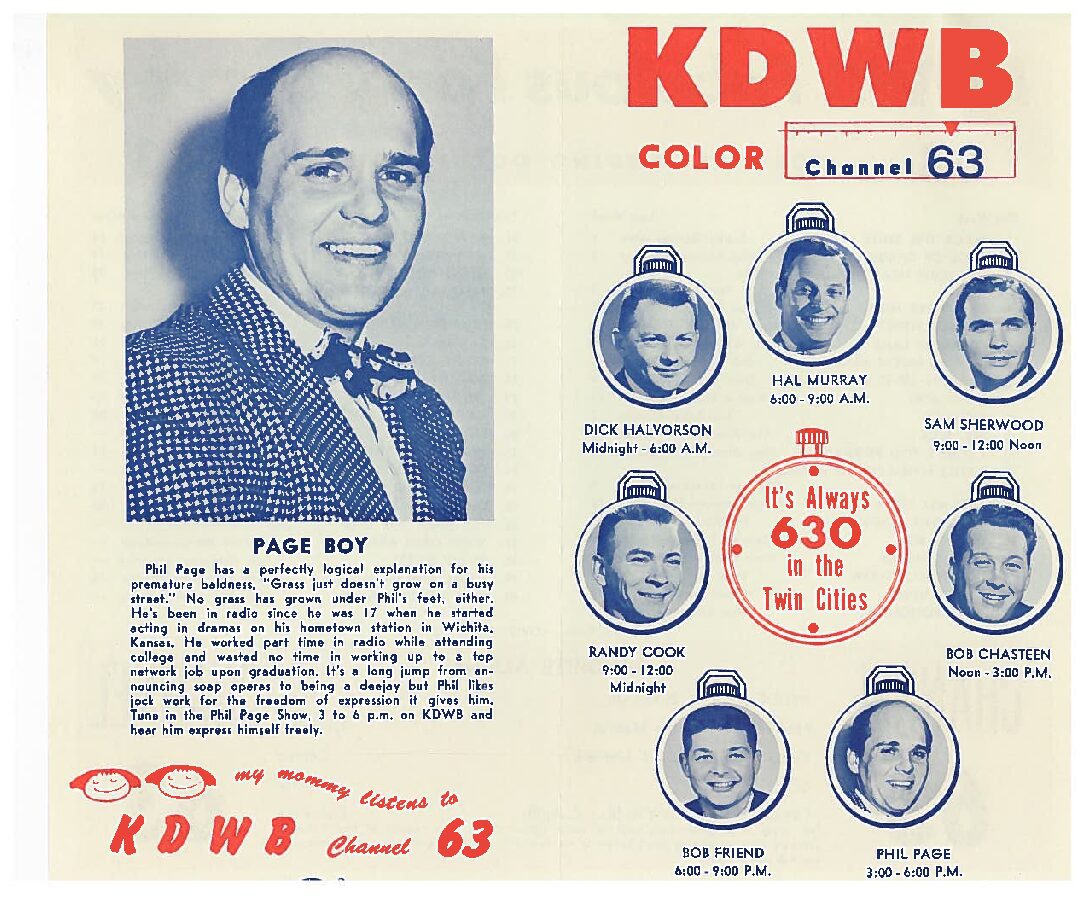 PAGE BOY
Phil Page has a perfectly logical explanation for his
premature baldness, "Grass just doesn't grow on a busy
street." No grass has grown under Phil's feet, either.
He's been in radio since he was 17 when he started
acting in dramas on his hometown station in Wichita,
Kansas. He worked part time in radio while attending
college and wasted no time in working up to a top
network job upon graduation. It's a long jump from an-
nouncing soap operas to being a deejay but Phil likes
jock work for the freedom of expression it gives him.
Tune in the Phil Page Show, 3 to 6 p.m. on KDWB and
hear him express himself freely.
my mommy listens to
KDWB Channel 63
KDWB
COLOR Channel 63
HAL MURRAY
6:00 - 9:00 A.M.
DICK HALVORSON
Midnight - 6:00 A.M.
SAM SHERWOOD
9:00 - 12:00 Noon
It's Always
630
in the
Twin Cities
RANDY COOK
9:00 - 12:00
Midnight
BOB CHASTEEN
Noon - 3:00 P.M.
BOB FRIEND
6:00 - 9:00 P.M.
PHIL PAGE
3:00 - 6:00 P.M.